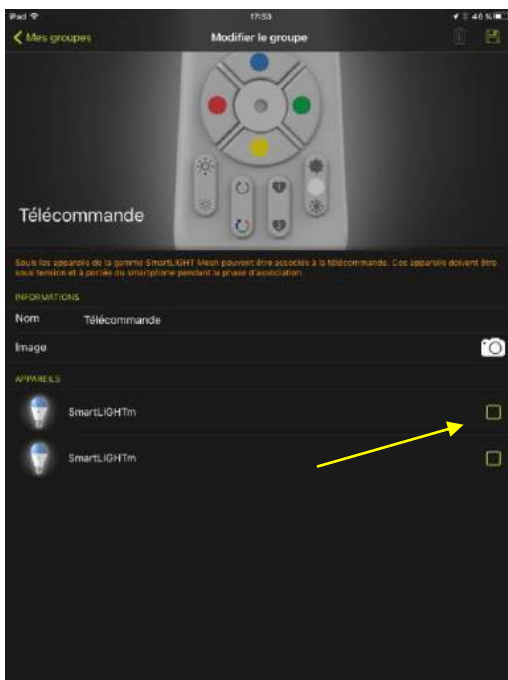 iPad 17:53 46 %
Mes groupes Modifier le groupe
1
2
Télécommande
Seuls les appareils de la gamme SmartLIGHT Mesh peuvent être associés à la télécommande. Ces appareils doivent être
sous tension et à portée du smartphone pendant la phase d'association.
INFORMATIONS
Nom Télécommande
Image
APPAREILS
SmartLIGHTm
SmartLIGHTm